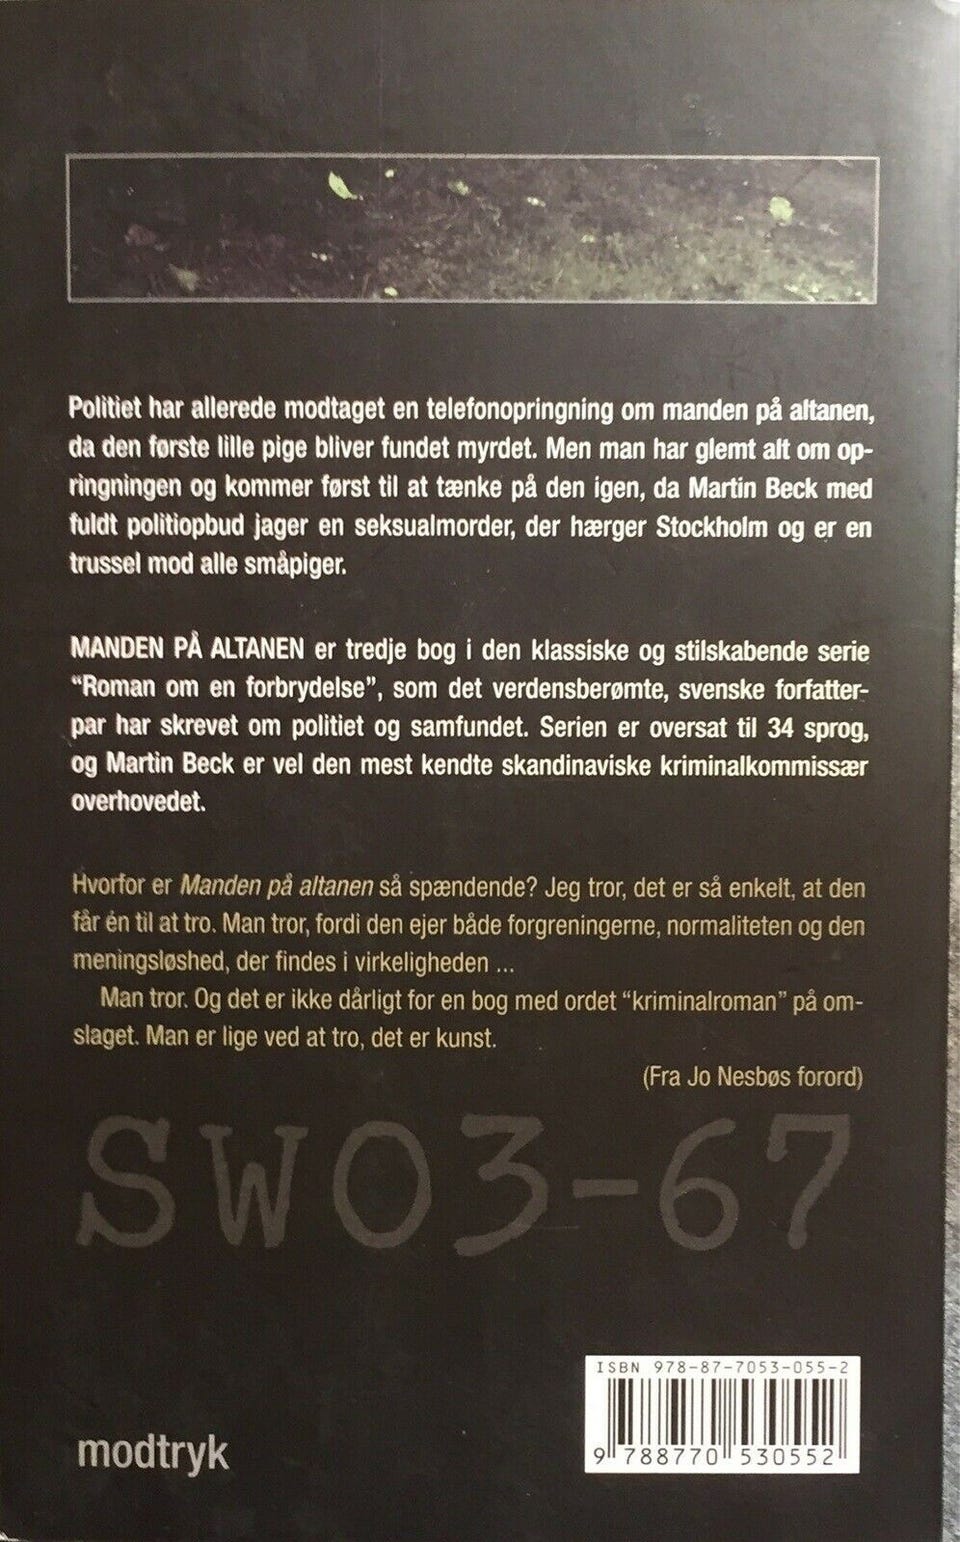 Politiet har allerede modtaget en telefonopringning om manden på altanen,
da den første lille pige bliver fundet myrdet. Men man har glemt alt om op-
ringningen og kommer først til at tænke på den igen, da Martin Beck med
fuldt politiopbud jager en seksualmorder, der hærger Stockholm og er en
trussel mod alle småpiger.
MANDEN PÅ ALTANEN er tredje bog i den klassiske og stilskabende serie
"Roman om en forbrydelse", som det verdensberømte, svenske forfatter-
par har skrevet om politiet og samfundet. Serien er oversat til 34 sprog,
og Martin Beck er vel den mest kendte skandinaviske kriminalkommissær
overhovedet.
Hvorfor er Manden på altanen så spændende? Jeg tror, det er så enkelt, at den
får én til at tro. Man tror, fordi den ejer både forgreningerne, normaliteten og den
meningsløshed, der findes i virkeligheden ...
Man tror. Og det er ikke dårligt for en bog med ordet "kriminalroman" på om-
slaget. Man er lige ved at tro, det er kunst.
(Fra Jo Nesbøs forord)
SW03-67
ISBN 978-87-7053-055-2
9 788770 530552
modtryk